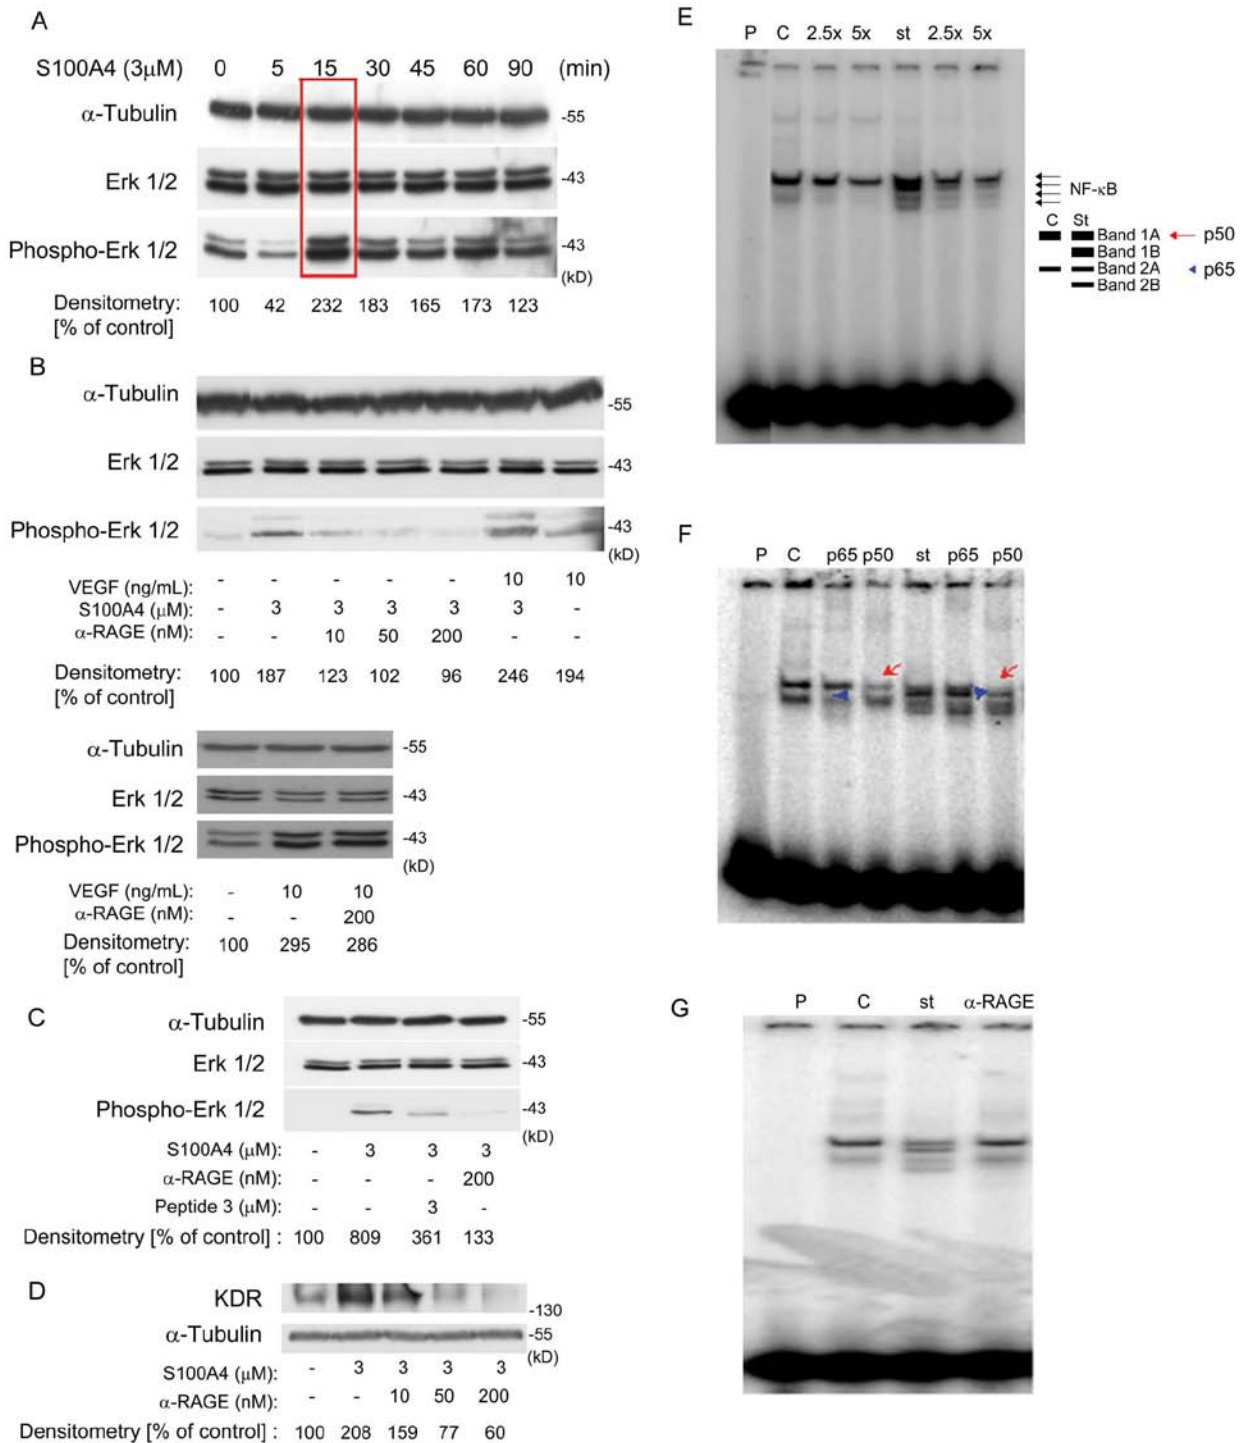 A
S100A4 (3μM) 0 5 15 30 45 60 90 (min)
α-Tubulin -55
Erk 1/2 -43
Phospho-Erk 1/2 -43
(kD)
Densitometry: 100 42 232 183 165 173 123
[% of control]
B
α-Tubulin -55
Erk 1/2 -43
Phospho-Erk 1/2 -43
(kD)
VEGF (ng/mL): - - - - - 10 10
S100A4 (μM): - 3 3 3 3 3 -
α-RAGE (nM): - - 10 50 200 - -
Densitometry: 100 187 123 102 96 246 194
[% of control]
α-Tubulin -55
Erk 1/2 -43
Phospho-Erk 1/2 -43
(kD)
VEGF (ng/mL): - 10 10
α-RAGE (nM): - - 200
Densitometry: 100 295 286
[% of control]
C
α-Tubulin -55
Erk 1/2 -43
Phospho-Erk 1/2 -43
(kD)
S100A4 (μM): - 3 3 3
α-RAGE (nM): - - - 200
Peptide 3 (μM): - - 3 -
Densitometry [% of control] : 100 809 361 133
D
KDR -130
α-Tubulin -55
(kD)
S100A4 (μM): - 3 3 3 3
α-RAGE (nM): - - 10 50 200
Densitometry [% of control] : 100 208 159 77 60
E
P C 2.5x 5x st 2.5x 5x
NF-κB
C St
Band 1A p50
Band 1B
Band 2A p65
Band 2B
F
P C p65 p50 st p65 p50
G
P C st α-RAGE